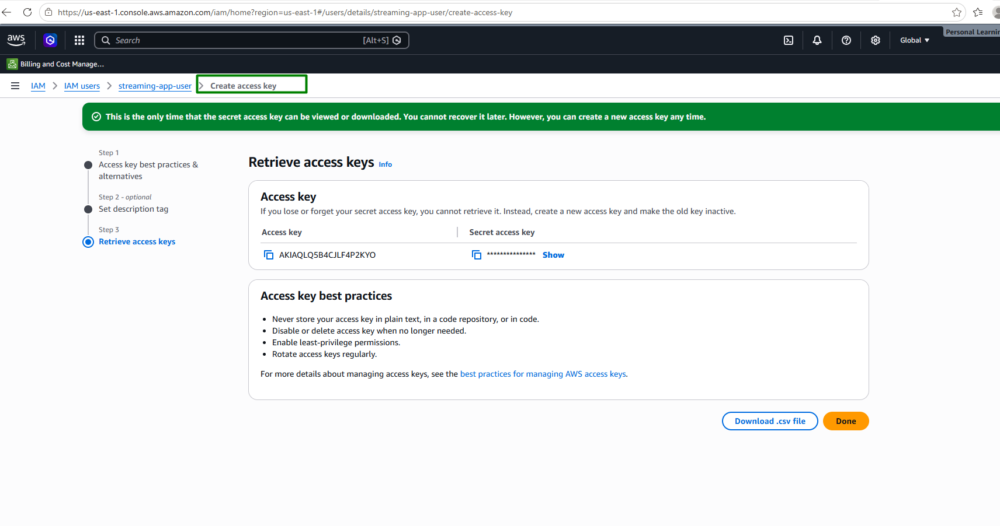 https://us-east-1.console.aws.amazon.com/iam/home?region=us-east-1#/users/details/streaming-app-user/create-access-key
aws
Search
[Alt+S]
Global
Personal Learnin
Billing and Cost Manage...
IAM
IAM users
streaming-app-user
Create access key
This is the only time that the secret access key can be viewed or downloaded. You cannot recover it later. However, you can create a new access key any time.
Step 1
Access key best practices &
alternatives
Step 2 - optional
Set description tag
Step 3
Retrieve access keys
Retrieve access keys Info
Access key
If you lose or forget your secret access key, you cannot retrieve it. Instead, create a new access key and make the old key inactive.
Access key
Secret access key
AKIAQLQ5B4CJLF4P2KYO
*************** Show
Access key best practices
• Never store your access key in plain text, in a code repository, or in code.
• Disable or delete access key when no longer needed.
• Enable least-privilege permissions.
• Rotate access keys regularly.
For more details about managing access keys, see the best practices for managing AWS access keys.
Download .csv file
Done